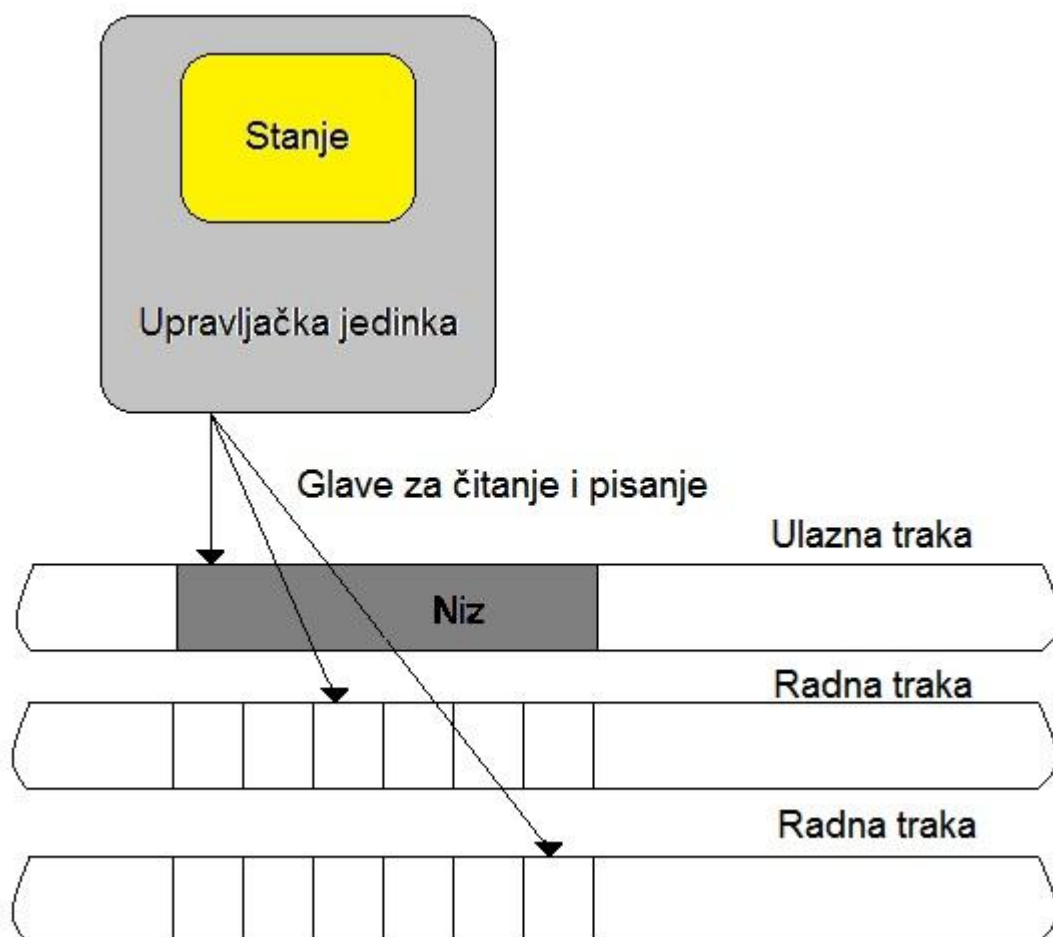 Stanje
Upravljačka jedinka
Glave za čitanje i pisanje
Ulazna traka
Niz
Radna traka
Radna traka